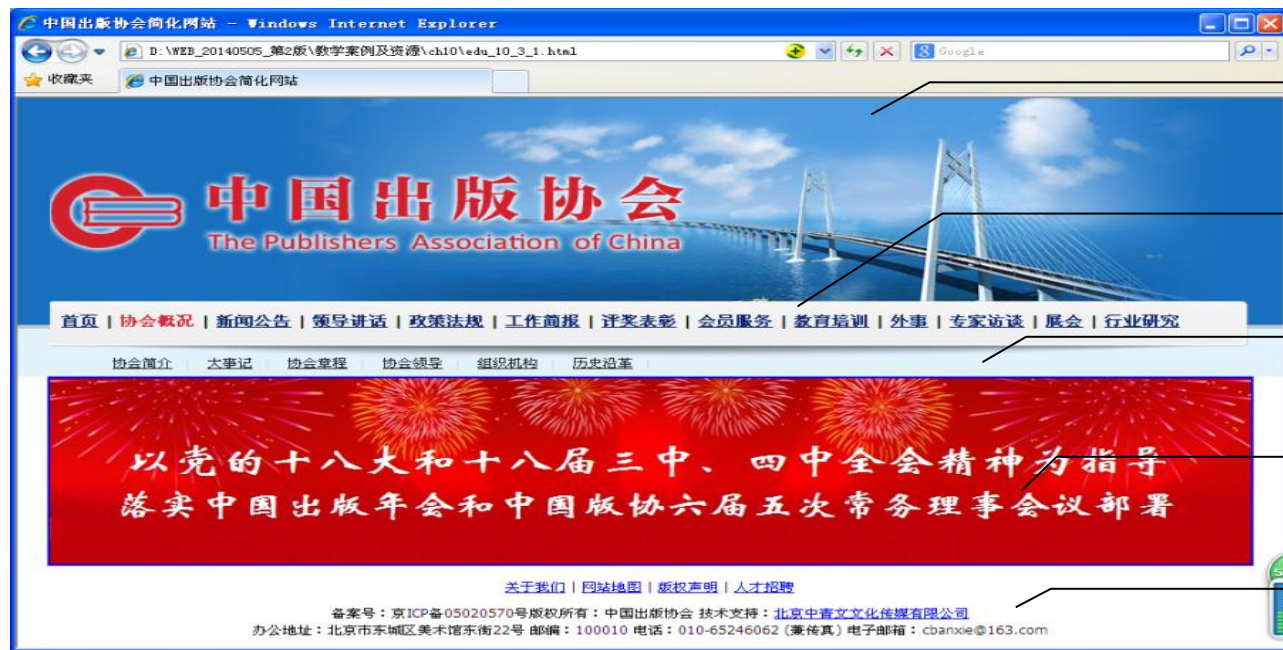 中国出版协会简化网站 - Windows Internet Explorer
D:\WEB_20140505_第2版\教学案例及资源\ch10\edu_10_3_1.html
Google
收藏夹
中国出版协会简化网站
中国出版协会
The Publishers Association of China
首页 | 协会概况 | 新闻公告 | 领导讲话 | 政策法规 | 工作简报 | 评奖表彰 | 会员服务 | 教育培训 | 外事 | 专家访谈 | 展会 | 行业研究
协会简介 | 大事记 | 协会章程 | 协会领导 | 组织机构 | 历史沿革 |
以党的十八大和十八届三中、四中全会精神为指导
落实中国出版年会和中国版协六届五次常务理事会议部署
关于我们 | 网站地图 | 版权声明 | 人才招聘
备案号：京ICP备05020570号版权所有：中国出版协会 技术支持：北京中青文文化传媒有限公司
办公地址：北京市东城区美术馆东街22号 邮编：100010 电话：010-65246062 (兼传真) 电子邮箱：cbanxie@163.com